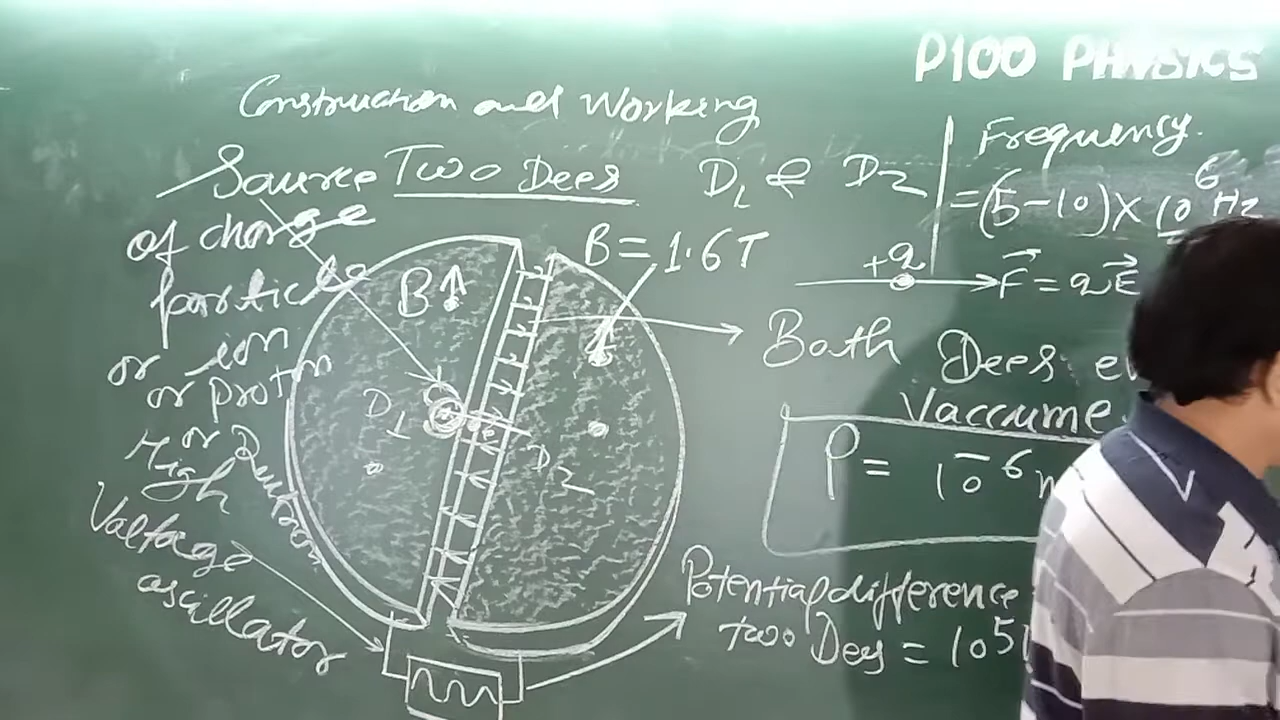 P100 PHYSICS
Construction and Working
Source Two Dees D1 & D2
of charge
particle
or ion
or proton
or Deutron
High
Voltage
oscillator
B
B = 1.6T
D1
D2
Frequency.
= (5-10) × 10^6 Hz
+q
F = qE
Both Dees
Vaccume
P = 10^-6
Potential difference
two Dees = 10^5